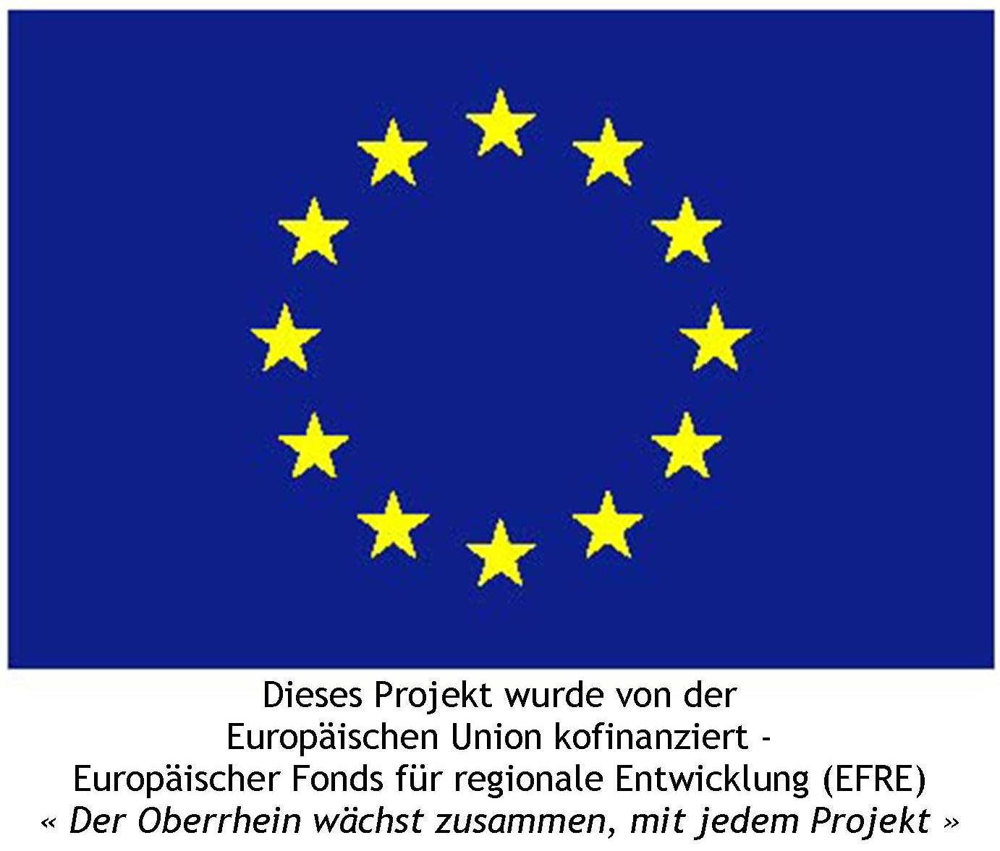 Dieses Projekt wurde von der
Europäischen Union kofinanziert -
Europäischer Fonds für regionale Entwicklung (EFRE)
« Der Oberrhein wächst zusammen, mit jedem Projekt »